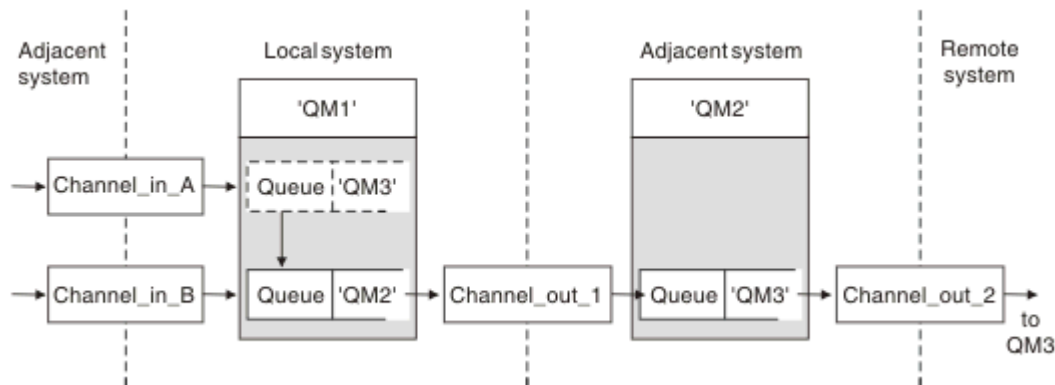 Adjacent system
Local system
Adjacent system
Remote system
'QM1'
'QM2'
Channel_in_A
Queue 'QM3'
Channel_in_B
Queue 'QM2'
Channel_out_1
Queue 'QM3'
Channel_out_2
to QM3